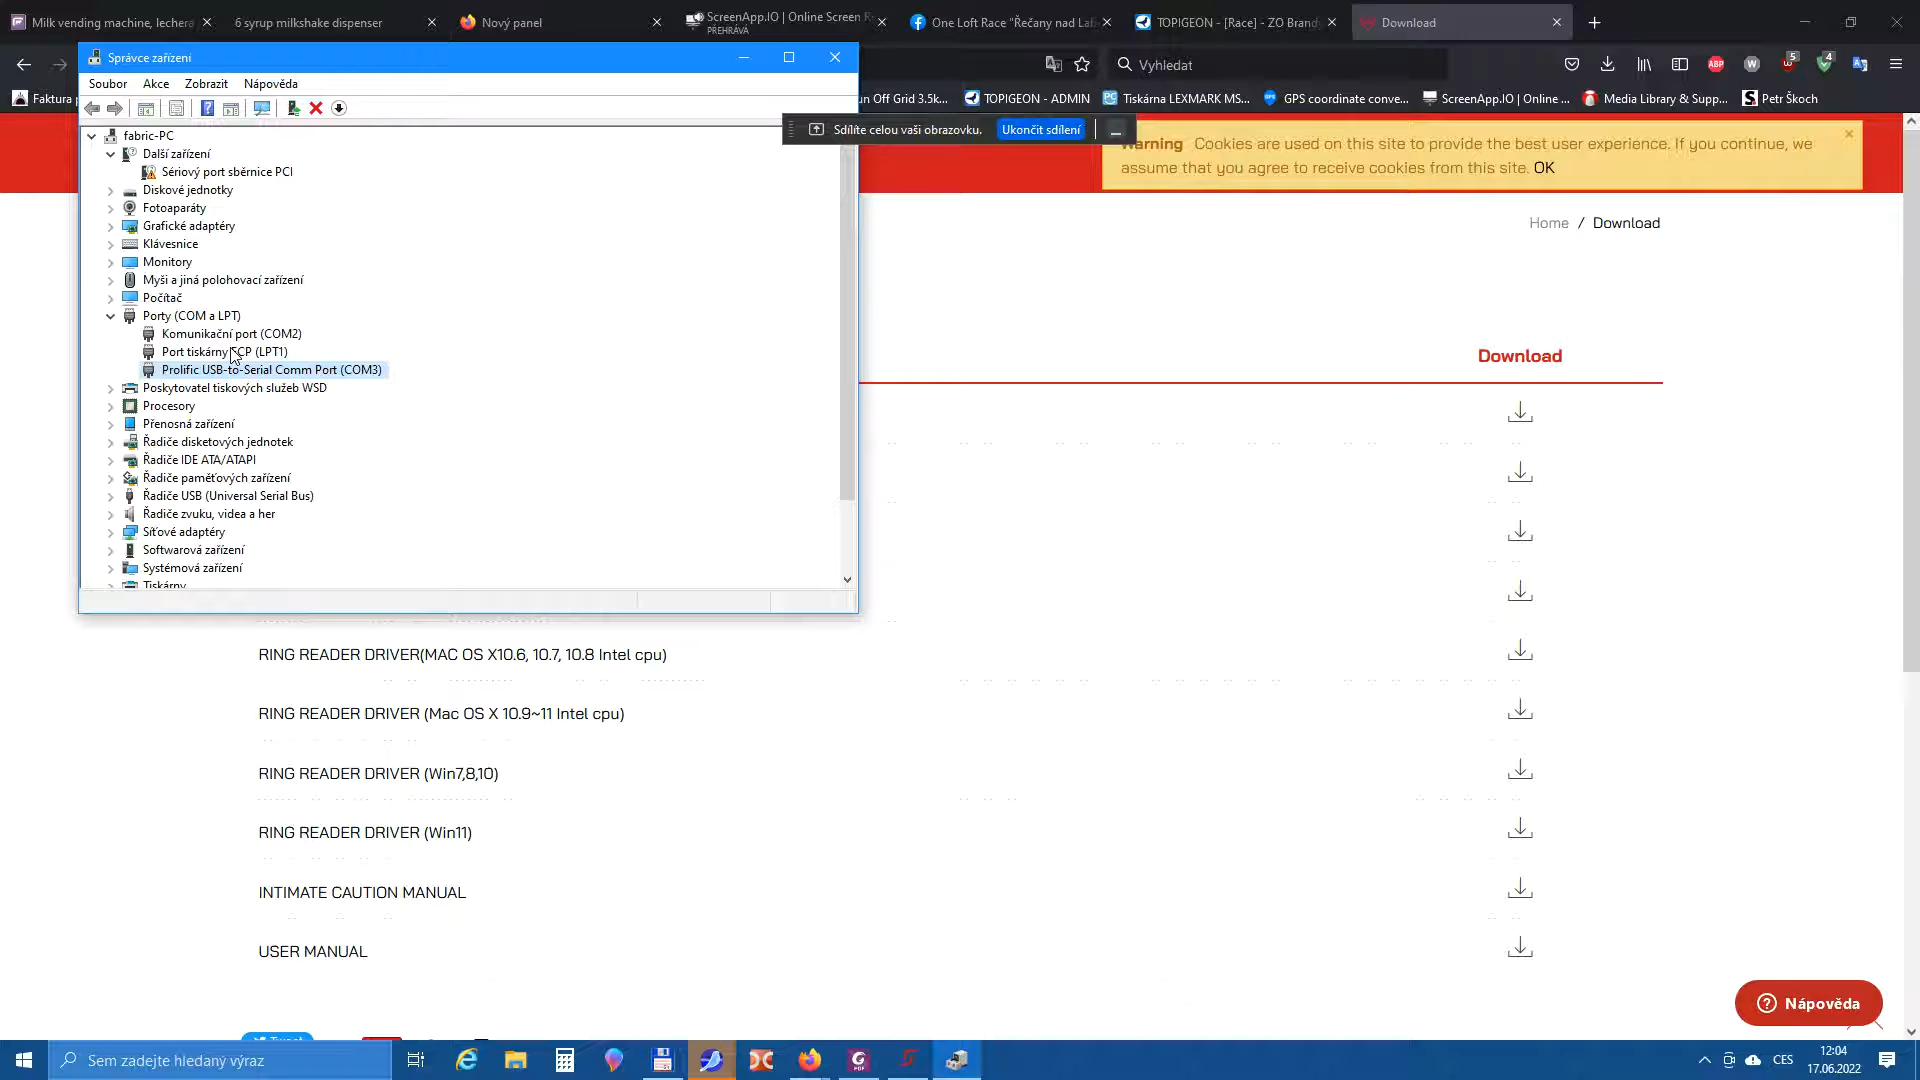 Milk vending machine, lechera
6 syrup milkshake dispenser
Nový panel
ScreenApp.IO | Online Screen R
PŘEHRÁVÁ
One Loft Race "Řečany nad Lab
TOPIGEON - [Race] - ZO Brandý
Download
Správce zařízení
Vyhledat
Soubor Akce Zobrazit Nápověda
Faktura p
un Off Grid 3.5k...
TOPIGEON - ADMIN
Tiskárna LEXMARK MS...
GPS coordinate conve...
ScreenApp.IO | Online ...
Media Library & Supp...
Petr Škoch
Sdílíte celou vaši obrazovku.
Ukončit sdílení
Warning Cookies are used on this site to provide the best user experience. If you continue, we
assume that you agree to receive cookies from this site. OK
fabric-PC
Další zařízení
Sériový port sběrnice PCI
Diskové jednotky
Fotoaparáty
Grafické adaptéry
Klávesnice
Monitory
Myši a jiná polohovací zařízení
Počítač
Porty (COM a LPT)
Komunikační port (COM2)
Port tiskárny ECP (LPT1)
Prolific USB-to-Serial Comm Port (COM3)
Poskytovatel tiskových služeb WSD
Procesory
Přenosná zařízení
Řadiče disketových jednotek
Řadiče IDE ATA/ATAPI
Řadiče paměťových zařízení
Řadiče USB (Universal Serial Bus)
Řadiče zvuku, videa a her
Síťové adaptéry
Softwarová zařízení
Systémová zařízení
Tiskárny
Home / Download
Download
RING READER DRIVER(MAC OS X10.6, 10.7, 10.8 Intel cpu)
RING READER DRIVER (Mac OS X 10.9~11 Intel cpu)
RING READER DRIVER (Win7,8,10)
RING READER DRIVER (Win11)
INTIMATE CAUTION MANUAL
USER MANUAL
Nápověda
Tweet
Sem zadejte hledaný výraz
CES
12:04
17.06.2022